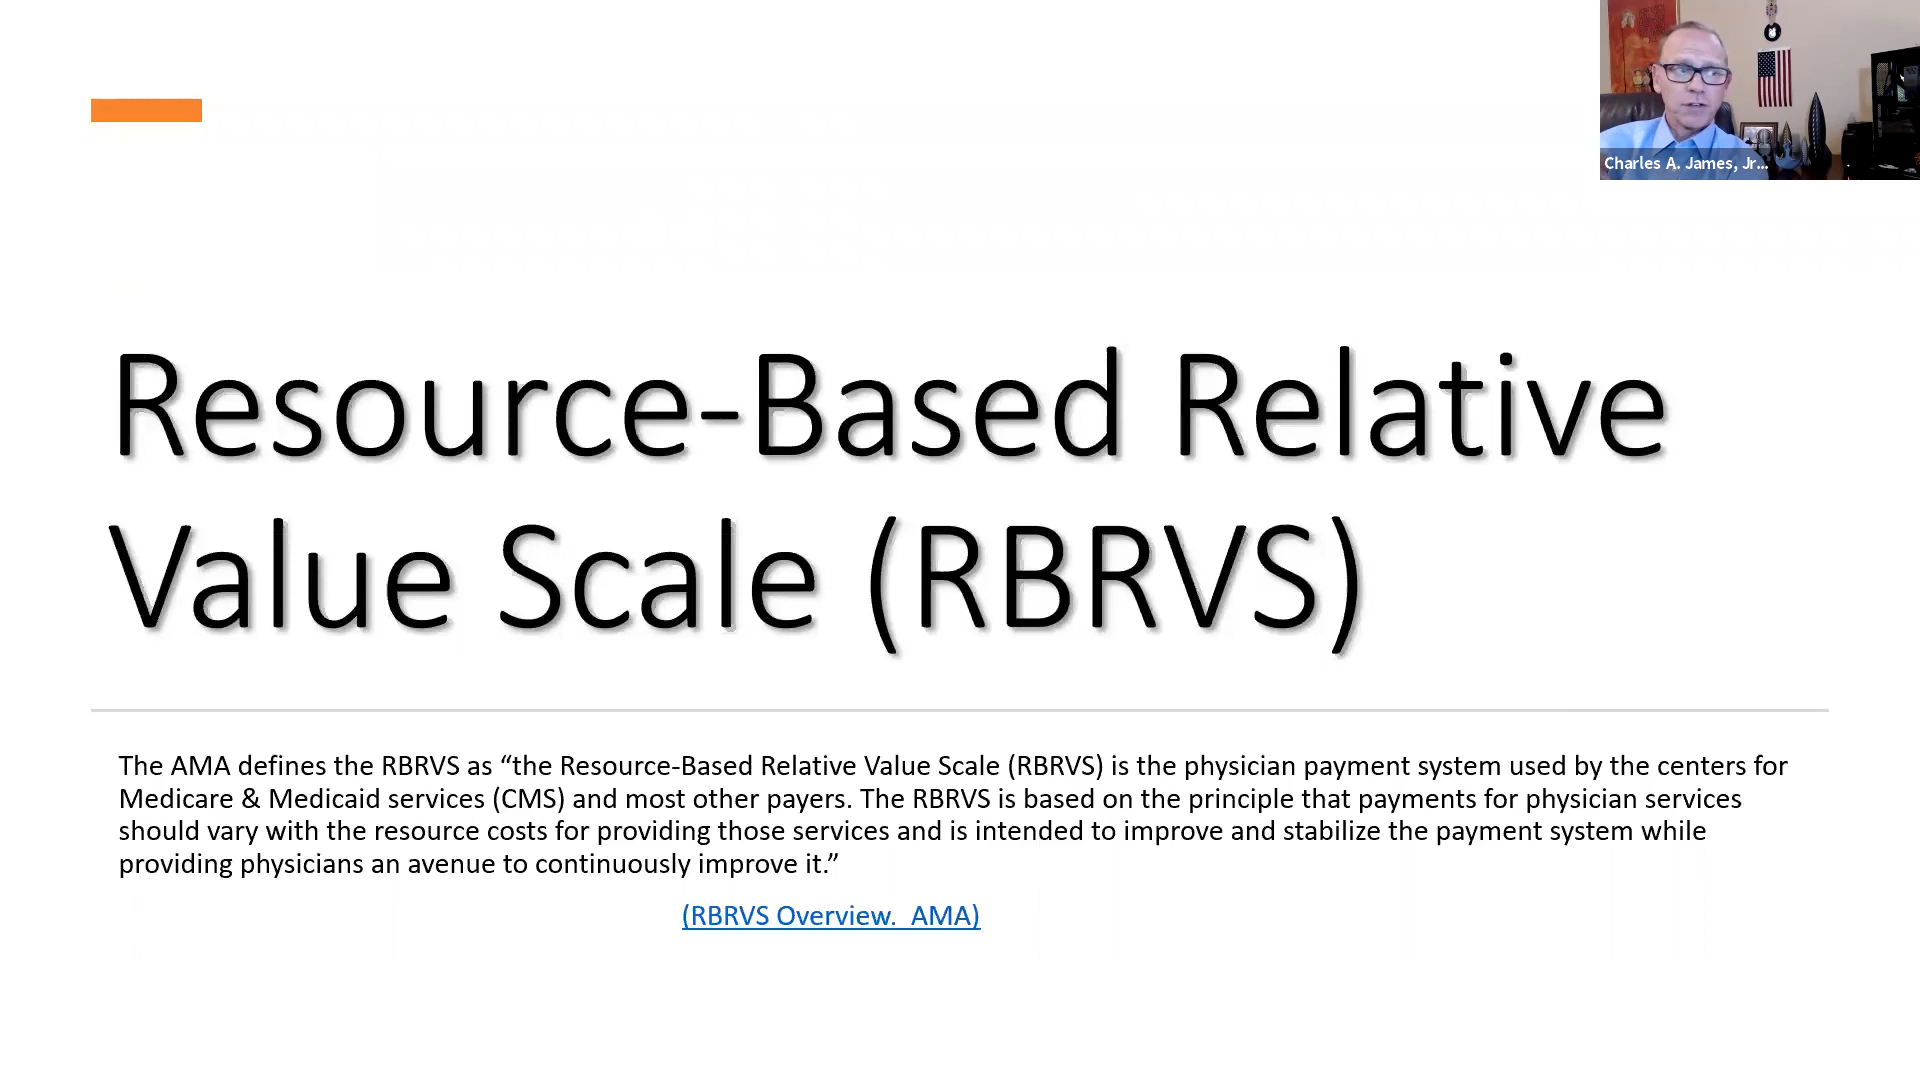 Charles A. James, Jr...
Resource-Based Relative
Value Scale (RBRVS)
The AMA defines the RBRVS as “the Resource-Based Relative Value Scale (RBRVS) is the physician payment system used by the centers for
Medicare & Medicaid services (CMS) and most other payers. The RBRVS is based on the principle that payments for physician services
should vary with the resource costs for providing those services and is intended to improve and stabilize the payment system while
providing physicians an avenue to continuously improve it.”
(RBRVS Overview.  AMA)